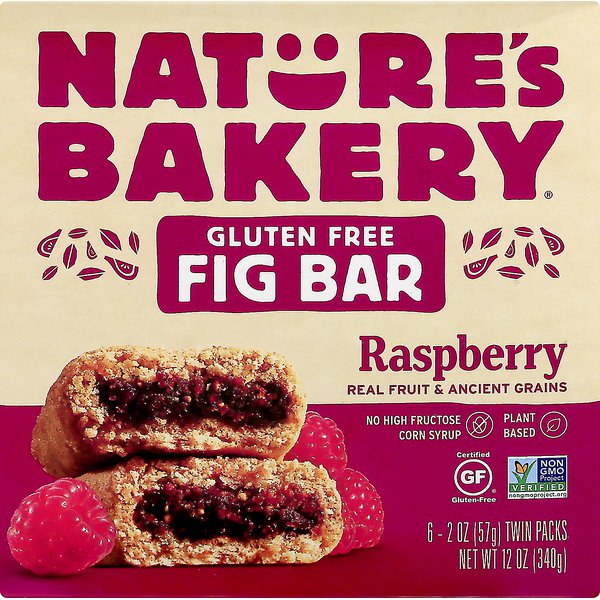 NATURE'S
BAKERY®
GLUTEN FREE
FIG BAR
Raspberry
REAL FRUIT & ANCIENT GRAINS
NO HIGH FRUCTOSE
CORN SYRUP
PLANT
BASED
Certified
GF
Gluten-Free
NON
GMO
Project
VERIFIED
nongmoproject.org
6 - 2 OZ (57g) TWIN PACKS
NET WT 12 OZ (340g)